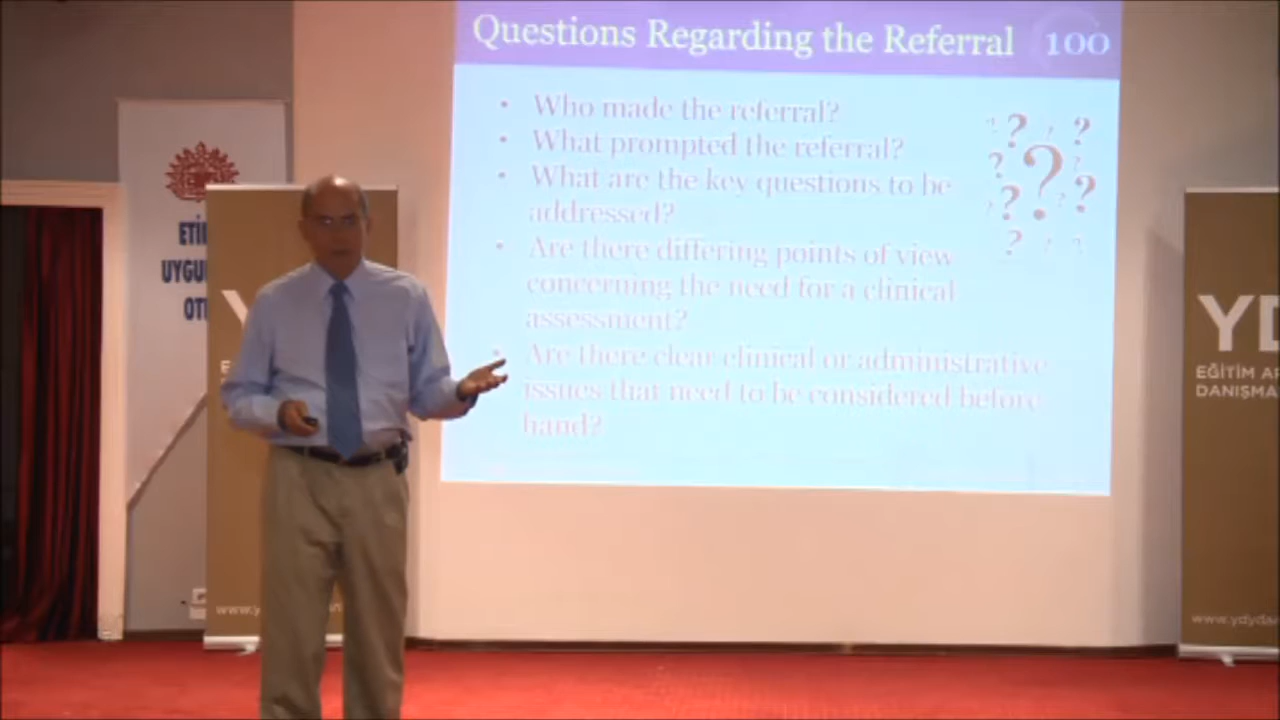 Questions Regarding the Referral 100
• Who made the referral?
• What prompted the referral?
• What are the key questions to be
addressed?
• Are there differing points of view
concerning the need for a clinical
assessment?
• Are there clear clinical or administrative
issues that need to be considered before
hand?
? ? ? ? ? ? ? ?
Y
www.y
YD
EĞİTİM
DANIŞMA
www.ydyda